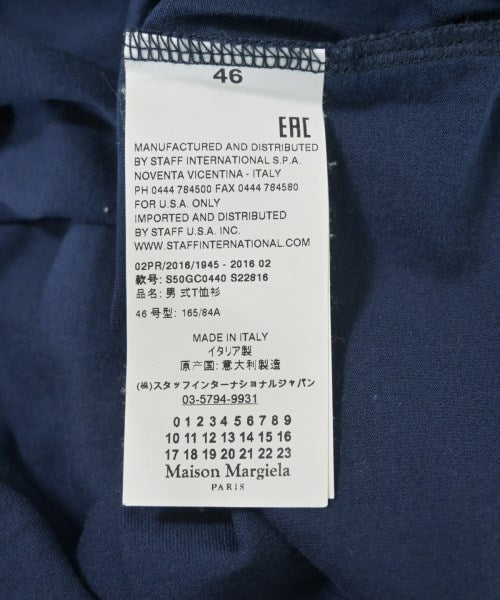 46
EAC
MANUFACTURED AND DISTRIBUTED
BY STAFF INTERNATIONAL S.P.A.
NOVENTA VICENTINA - ITALY
PH 0444 784500 FAX 0444 784580
FOR U.S.A. ONLY
IMPORTED AND DISTRIBUTED
BY STAFF U.S.A. INC.
WWW.STAFFINTERNATIONAL.COM
02PR/2016/1945 - 2016 02
款号: S50GC0440 S22816
品名: 男 式T恤衫
46 号型: 165/84A
MADE IN ITALY
イタリア製
原产国: 意大利製造
(株)スタッフインターナショナルジャパン
03-5794-9931
0 1 2 3 4 5 6 7 8 9
10 11 12 13 14 15 16
17 18 19 20 21 22 23
Maison Margiela
PARIS